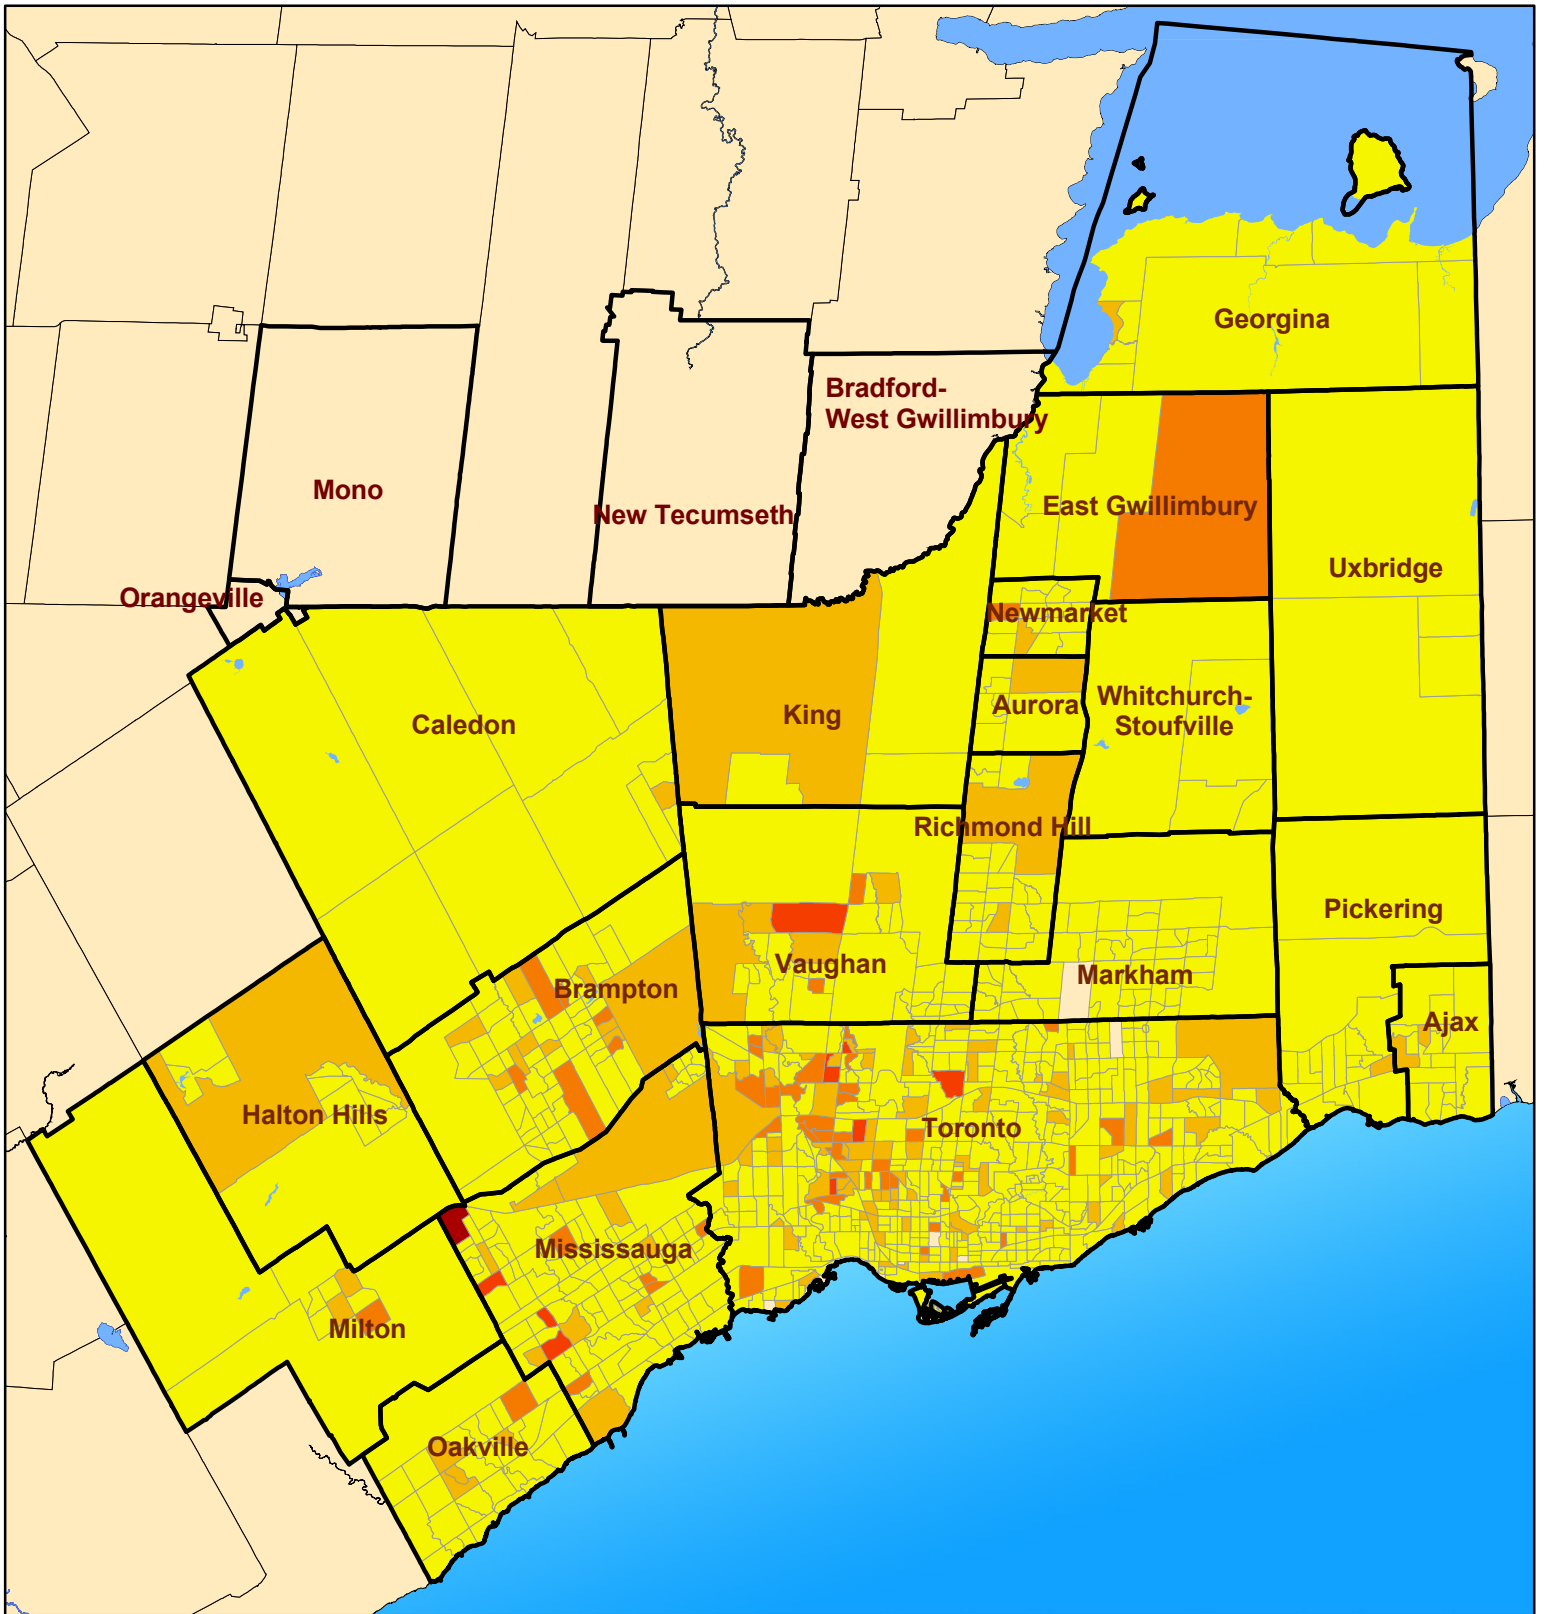 Georgina
Bradford-
West Gwillimbury
Mono
New Tecumseth
East Gwillimbury
Uxbridge
Orangeville
Newmarket
Caledon
King
Aurora
Whitchurch-
Stoufville
Richmond Hill
Pickering
Vaughan
Brampton
Markham
Ajax
Halton Hills
Toronto
Mississauga
Milton
Oakville